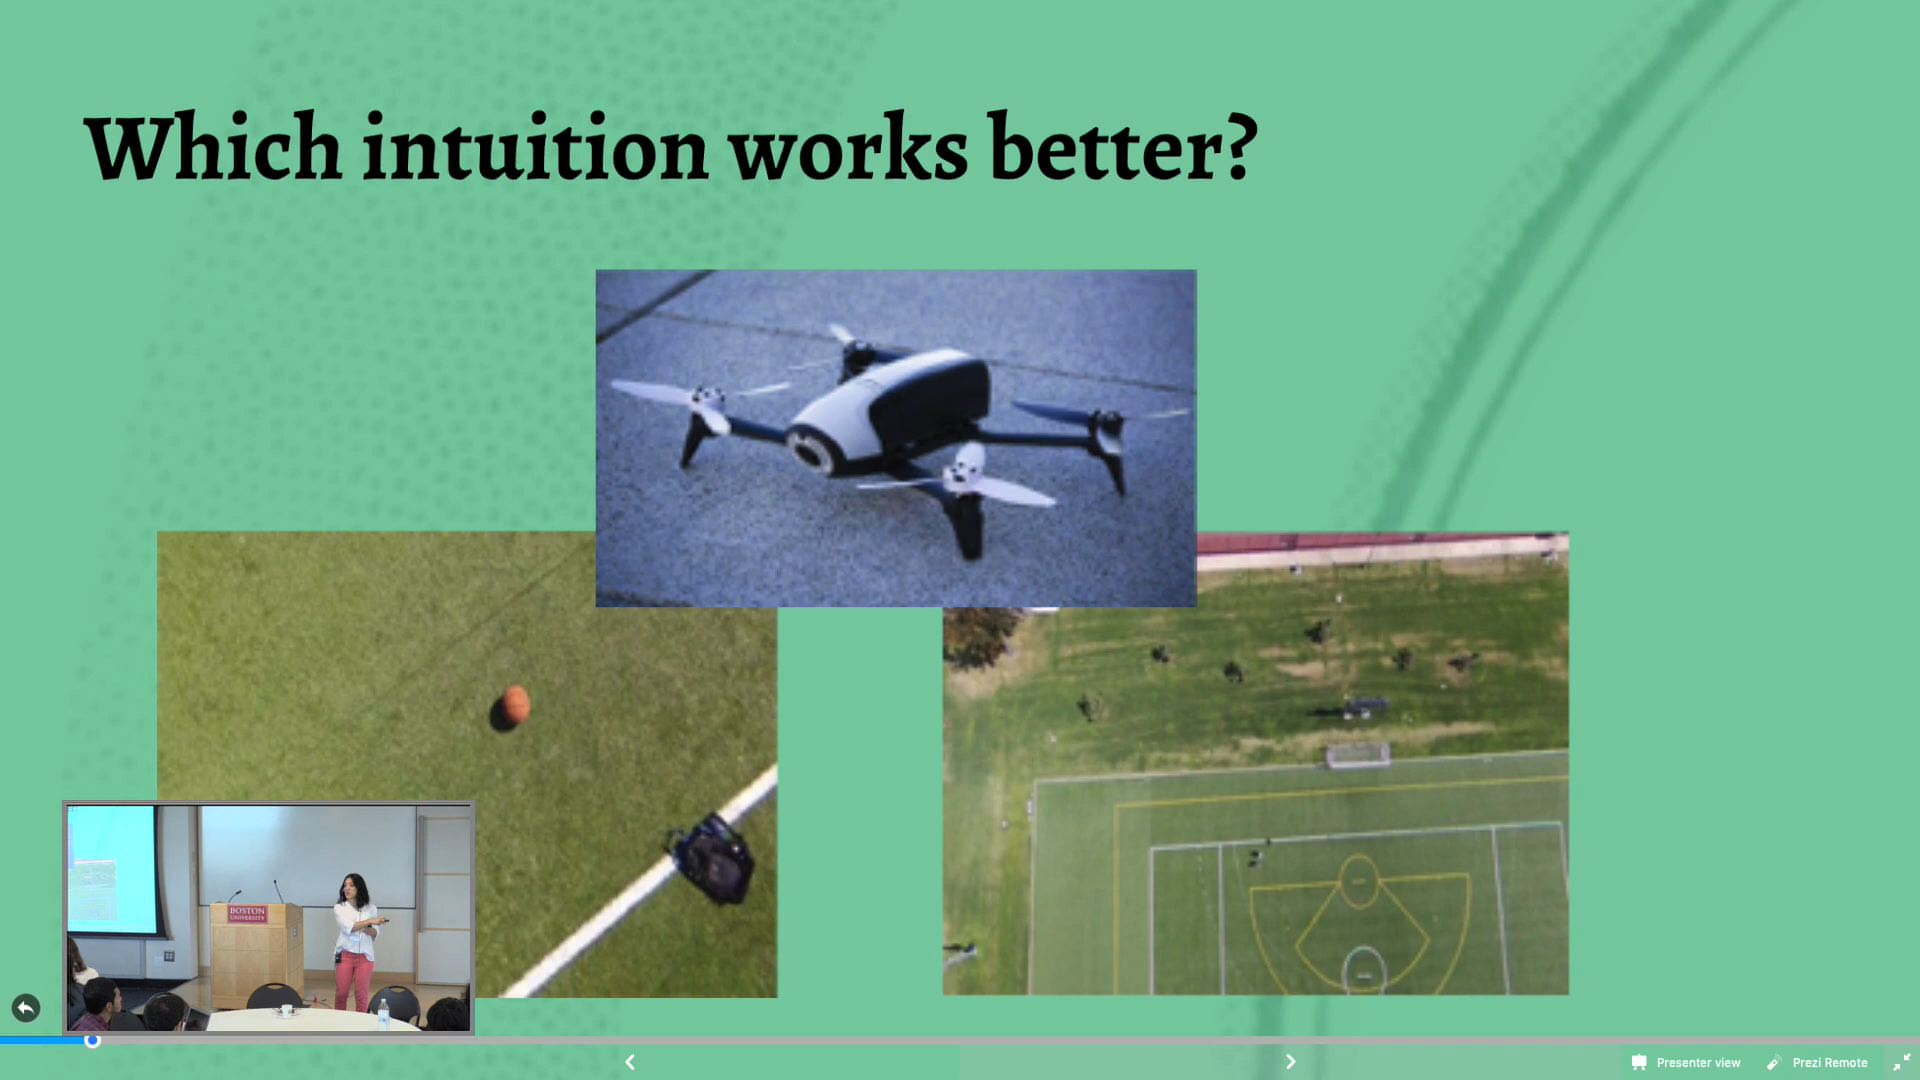 Which intuition works better?
BOSTON
UNIVERSITY
Presenter view
Prezi Remote